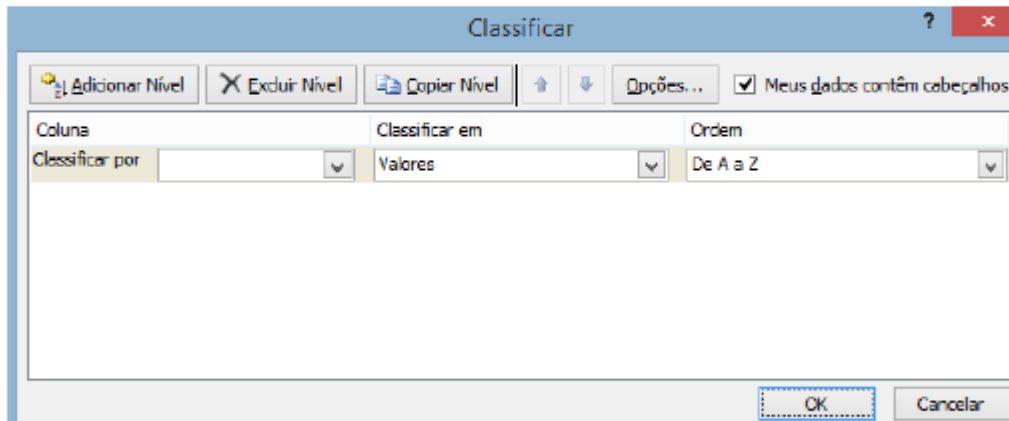 Classificar ? x
Adicionar Nível Excluir Nível Copiar Nível Opções... Meus dados contêm cabeçalhos
Coluna Classificar em Ordem
Classificar por Valores De A a Z
OK Cancelar